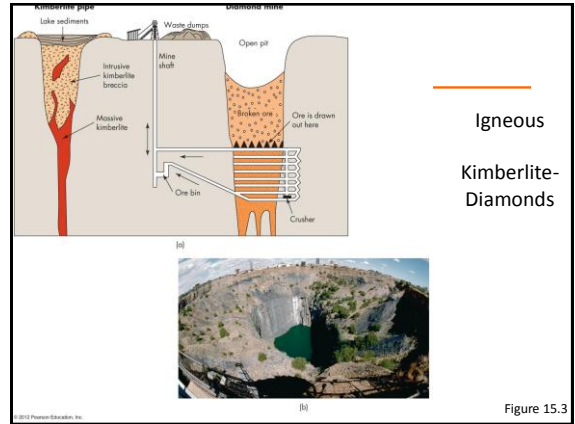 Kimberlite pipe
Diamond mine
Lake sediments
Waste dumps
Open pit
Mine
shaft
Intrusive
kimberlite
breccia
Massive
kimberlite
Broken ore
Ore is drawn
out here
Ore bin
Crusher
(a)
(b)
Igneous
Kimberlite-
Diamonds
© 2012 Pearson Education, Inc.
Figure 15.3